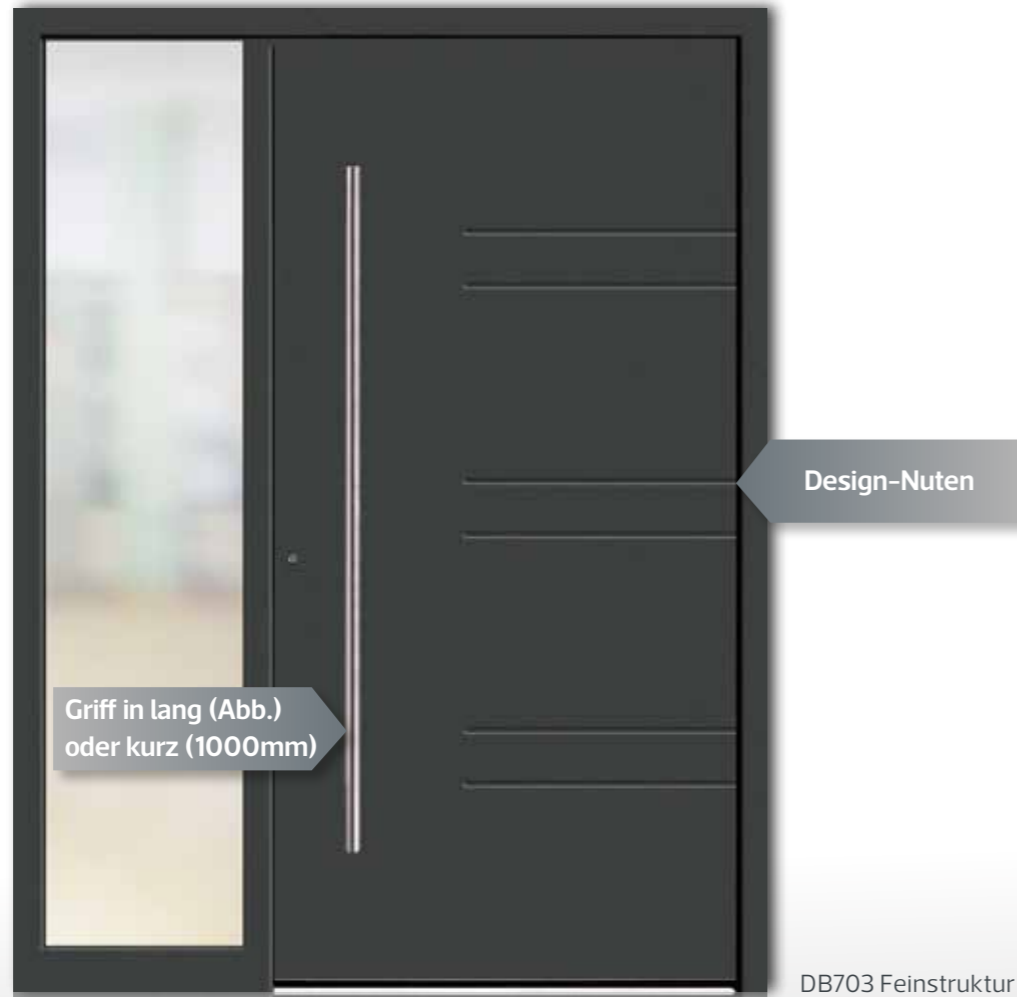 Design-Nuten
Griff in lang (Abb.)
oder kurz (1000mm)
DB703 Feinstruktur